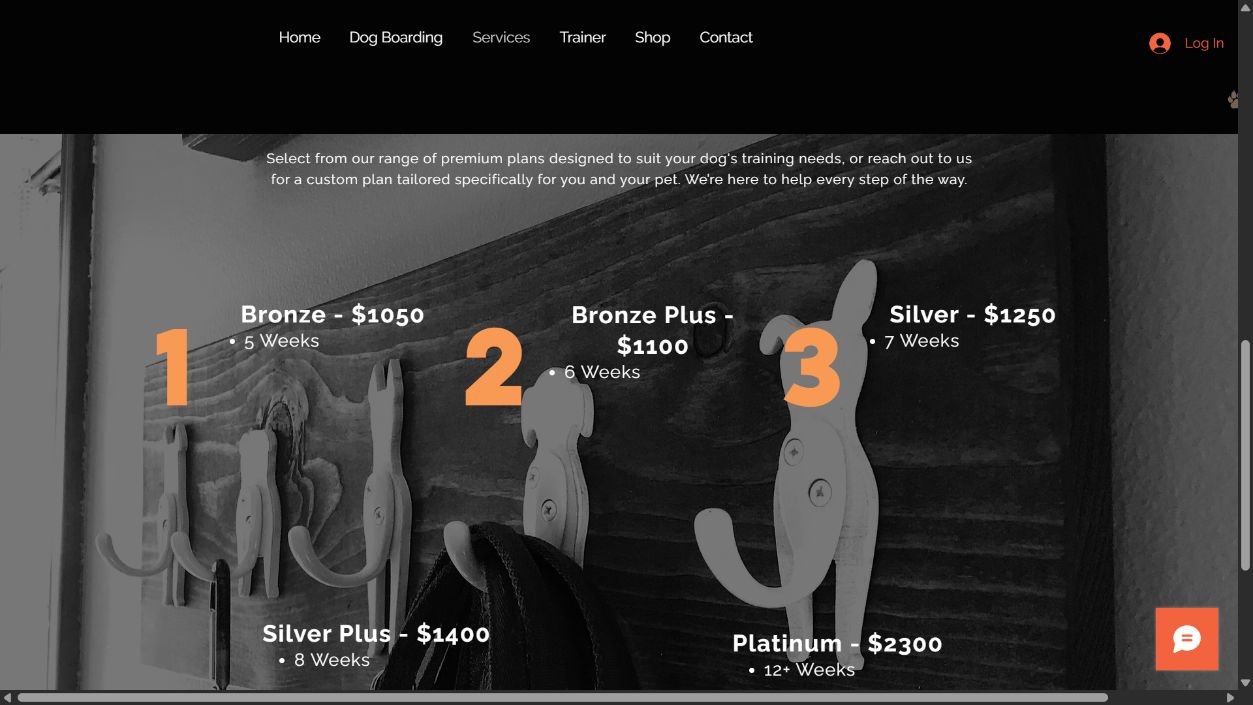 Home
Dog Boarding
Services
Trainer
Shop
Contact
Log In
Select from our range of premium plans designed to suit your dog's training needs, or reach out to us
for a custom plan tailored specifically for you and your pet. We're here to help every step of the way.
1
Bronze - $1050
• 5 Weeks
2
Bronze Plus -
$1100
• 6 Weeks
3
Silver - $1250
• 7 Weeks
Silver Plus - $1400
• 8 Weeks
Platinum - $2300
• 12+ Weeks